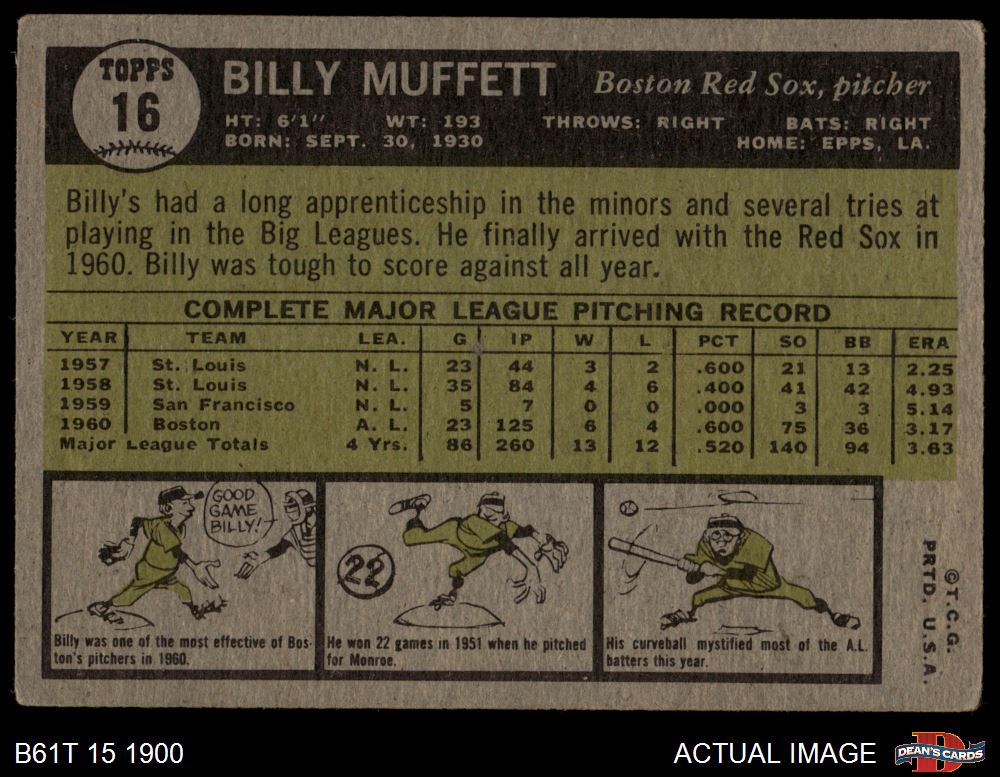 TOPPS
16
BILLY MUFFETT Boston Red Sox, pitcher
HT: 6'1" WT: 193 THROWS: RIGHT BATS: RIGHT
BORN: SEPT. 30, 1930 HOME: EPPS, LA.
Billy's had a long apprenticeship in the minors and several tries at
playing in the Big Leagues. He finally arrived with the Red Sox in
1960. Billy was tough to score against all year.
COMPLETE MAJOR LEAGUE PITCHING RECORD
YEAR TEAM LEA. G IP W L PCT SO BB ERA
1957 St. Louis N. L. 23 44 3 2 .600 21 13 2.25
1958 St. Louis N. L. 35 84 4 6 .400 41 42 4.93
1959 San Francisco N. L. 5 7 0 0 .000 3 3 5.14
1960 Boston A. L. 23 125 6 4 .600 75 36 3.17
Major League Totals 4 Yrs. 86 260 13 12 .520 140 94 3.63
GOOD
GAME
BILLY!
Billy was one of the most effective of Bos-
ton's pitchers in 1960.
22
He won 22 games in 1951 when he pitched
for Monroe.
His curveball mystified most of the A.L.
batters this year.
©T.C.G.
PRTD. U.S.A.
B61T 15 1900
ACTUAL IMAGE
D
DEAN'S CARDS